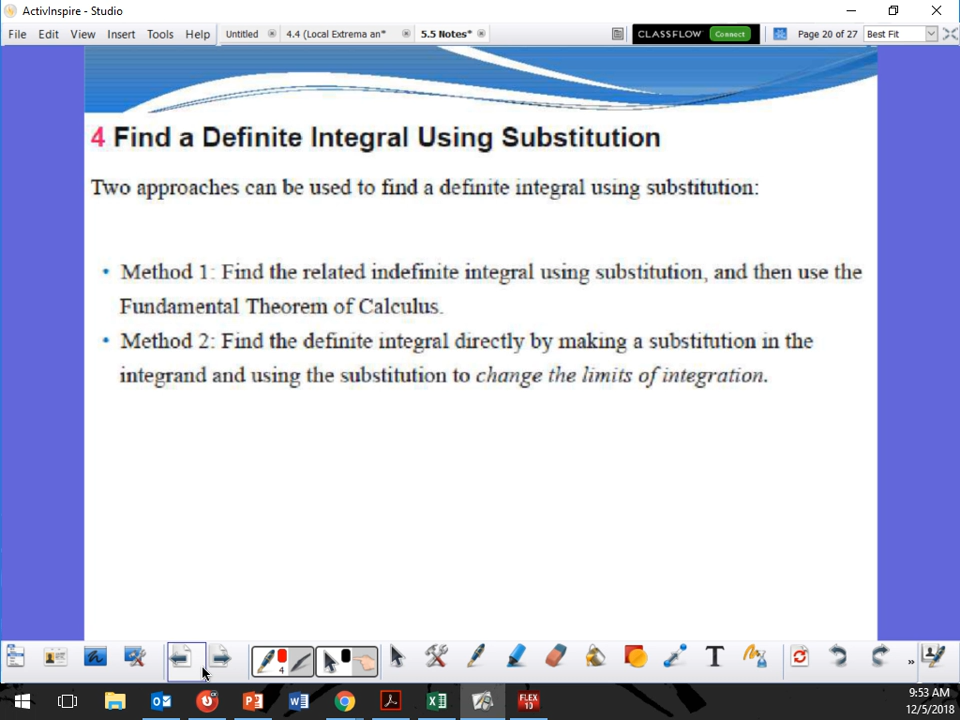 ActivInspire - Studio
File Edit View Insert Tools Help Untitled 4.4 (Local Extrema an* 5.5 Notes* CLASSFLOW Connect Page 20 of 27 Best Fit
4 Find a Definite Integral Using Substitution
Two approaches can be used to find a definite integral using substitution:
• Method 1: Find the related indefinite integral using substitution, and then use the
Fundamental Theorem of Calculus.
• Method 2: Find the definite integral directly by making a substitution in the
integrand and using the substitution to change the limits of integration.
4
T
»
FLEX
10
9:53 AM
12/5/2018